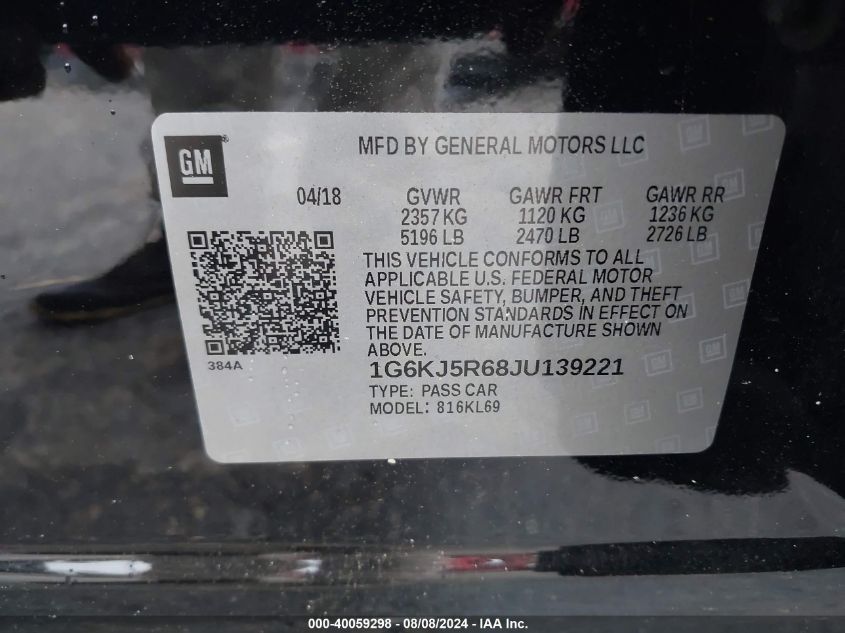 GM
®
MFD BY GENERAL MOTORS LLC
04/18 GVWR GAWR FRT GAWR RR
2357 KG 1120 KG 1236 KG
5196 LB 2470 LB 2726 LB
THIS VEHICLE CONFORMS TO ALL
APPLICABLE U.S. FEDERAL MOTOR
VEHICLE SAFETY, BUMPER, AND THEFT
PREVENTION STANDARDS IN EFFECT ON
THE DATE OF MANUFACTURE SHOWN
ABOVE.
384A
1G6KJ5R68JU139221
TYPE: PASS CAR
MODEL: 816KL69
000-40059298 - 08/08/2024 - IAA Inc.